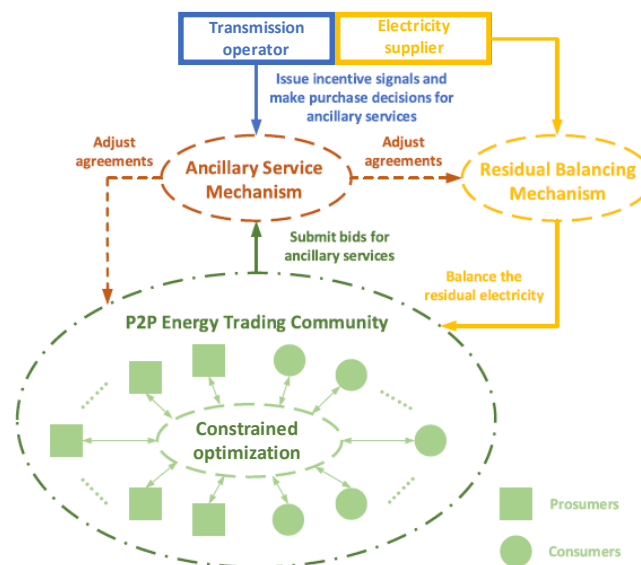 Transmission
operator
Electricity
supplier
Issue incentive signals and
make purchase decisions for
ancillary services
Adjust
agreements
Ancillary Service
Mechanism
Adjust
agreements
Residual Balancing
Mechanism
Submit bids for
ancillary services
Balance the
residual electricity
P2P Energy Trading Community
Constrained
optimization
Prosumers
Consumers